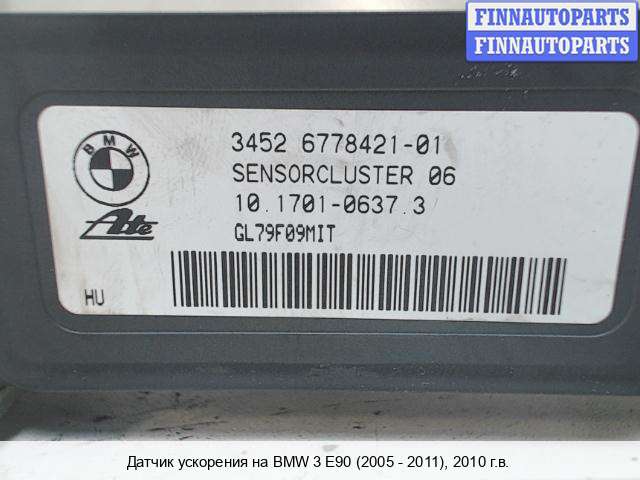 FINNAUTOPARTS
FINNAUTOPARTS
BMW
3452 6778421-01
SENSORCLUSTER 06
10.1701-0637.3
Ate
GL79F09MIT
HU
Датчик ускорения на BMW 3 E90 (2005 - 2011), 2010 г.в.